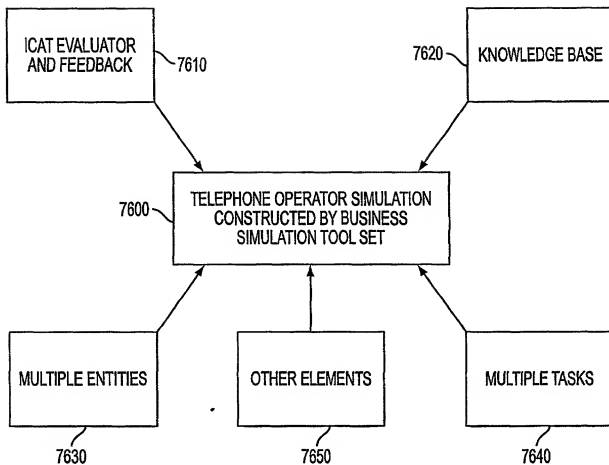 ICAT EVALUATOR
AND FEEDBACK
7610
7620
KNOWLEDGE BASE
7600
TELEPHONE OPERATOR SIMULATION
CONSTRUCTED BY BUSINESS
SIMULATION TOOL SET
MULTIPLE ENTITIES
OTHER ELEMENTS
MULTIPLE TASKS
7630
7650
7640